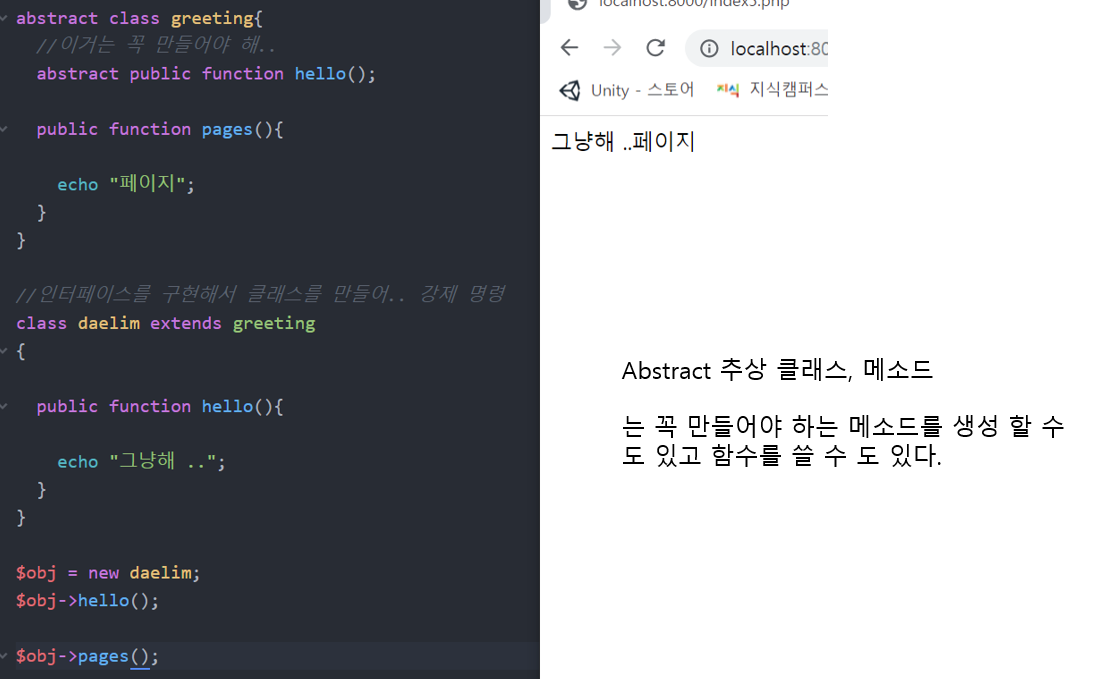 abstract class greeting{
//이거는 꼭 만들어야 해..
abstract public function hello();
public function pages(){
echo "페이지";
}
}
//인터페이스를 구현해서 클래스를 만들어.. 강제 명령
class daelim extends greeting
{
public function hello(){
echo "그냥해 ..";
}
}
$obj = new daelim;
$obj->hello();
$obj->pages();
localhost:8000/index5.php
localhost:80
Unity - 스토어 지식 지식캠퍼스
그냥해 ..페이지
Abstract 추상 클래스, 메소드
는 꼭 만들어야 하는 메소드를 생성 할 수
도 있고 함수를 쓸 수 도 있다.